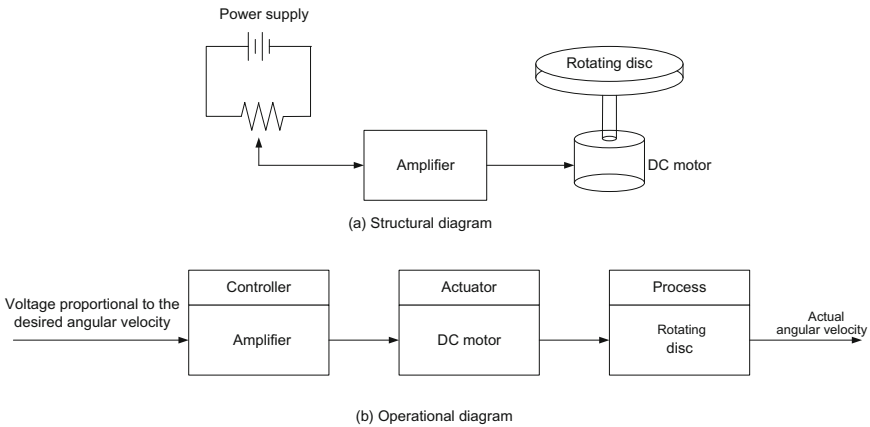 Power supply
Rotating disc
Amplifier
DC motor
(a) Structural diagram
Controller
Actuator
Process
Voltage proportional to the
desired angular velocity
Amplifier
DC motor
Rotating
disc
Actual
angular velocity
(b) Operational diagram